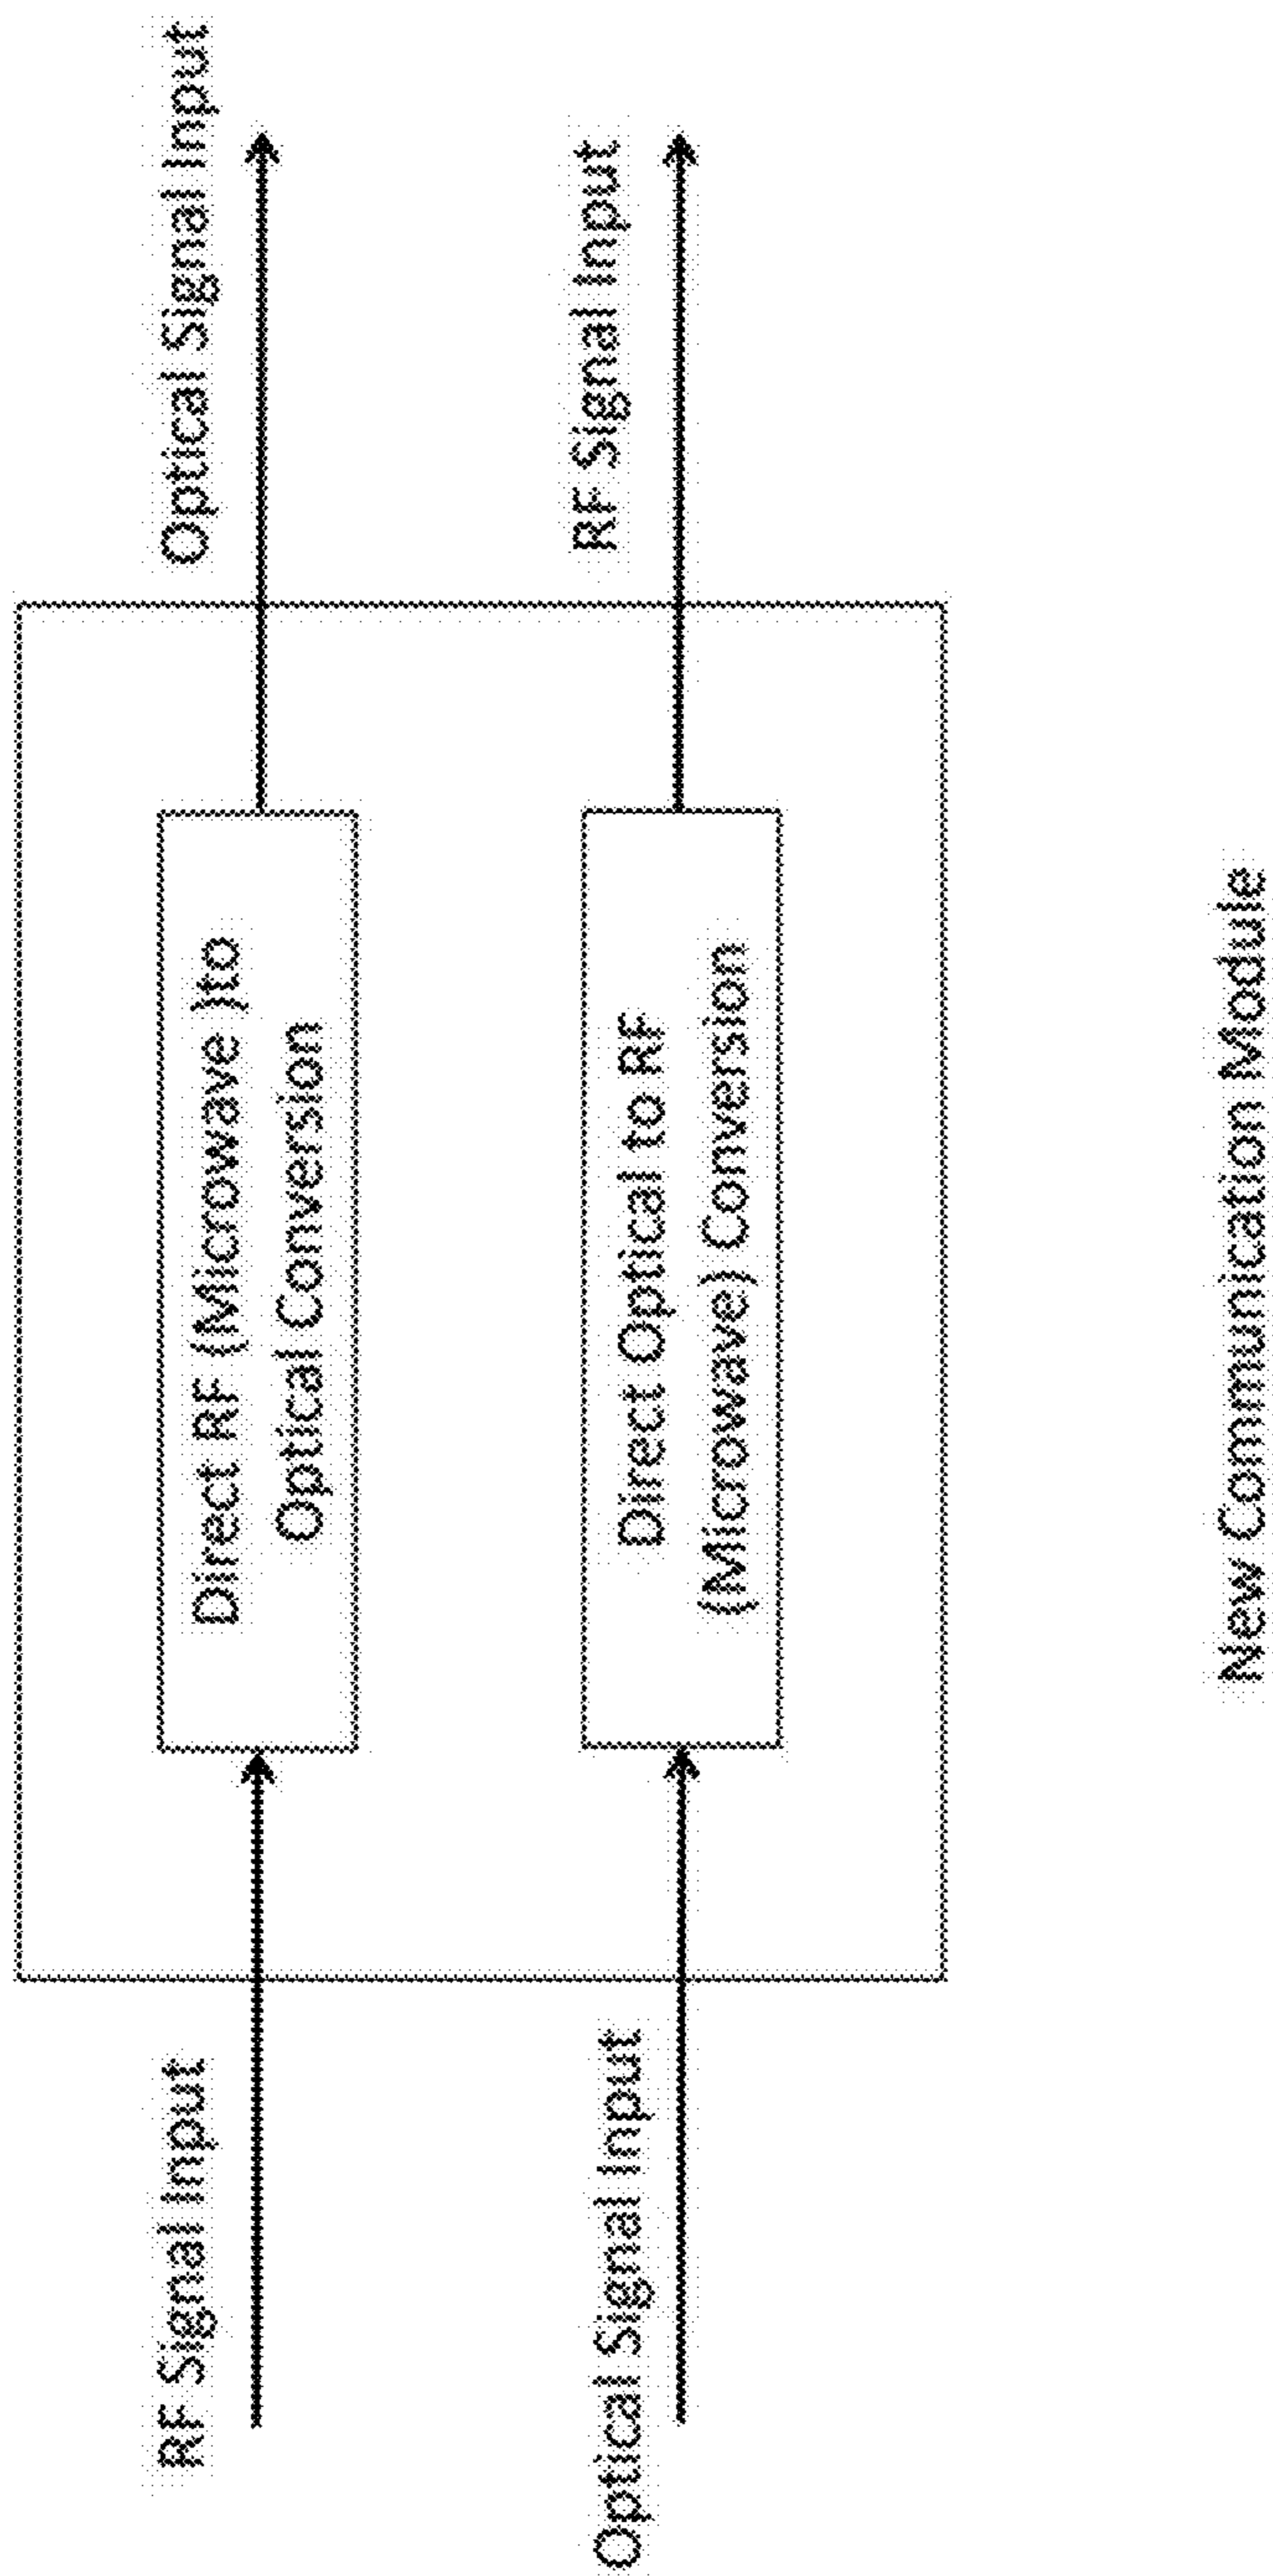 RF Signal Input
Direct RF (Microwave )to
Optical Conversion
Optical Signal Input
Optical Signal Input
Direct Optical to RF
(Microwave) Conversion
RF Signal Input
New Communication Module